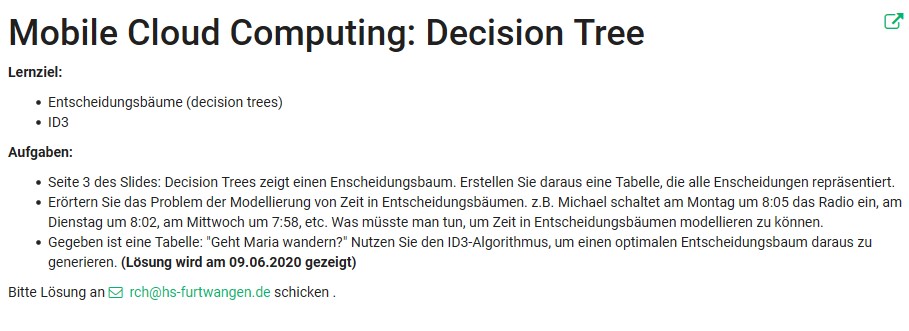 Mobile Cloud Computing: Decision Tree
Lernziel:
• Entscheidungsbäume (decision trees)
• ID3
Aufgaben:
• Seite 3 des Slides: Decision Trees zeigt einen Enscheidungsbaum. Erstellen Sie daraus eine Tabelle, die alle Enscheidungen repräsentiert.
• Erörtern Sie das Problem der Modellierung von Zeit in Entscheidungsbäumen. z.B. Michael schaltet am Montag um 8:05 das Radio ein, am
Dienstag um 8:02, am Mittwoch um 7:58, etc. Was müsste man tun, um Zeit in Entscheidungsbäumen modellieren zu können.
• Gegeben ist eine Tabelle: "Geht Maria wandern?" Nutzen Sie den ID3-Algorithmus, um einen optimalen Entscheidungsbaum daraus zu
generieren. (Lösung wird am 09.06.2020 gezeigt)
Bitte Lösung an rch@hs-furtwangen.de schicken .